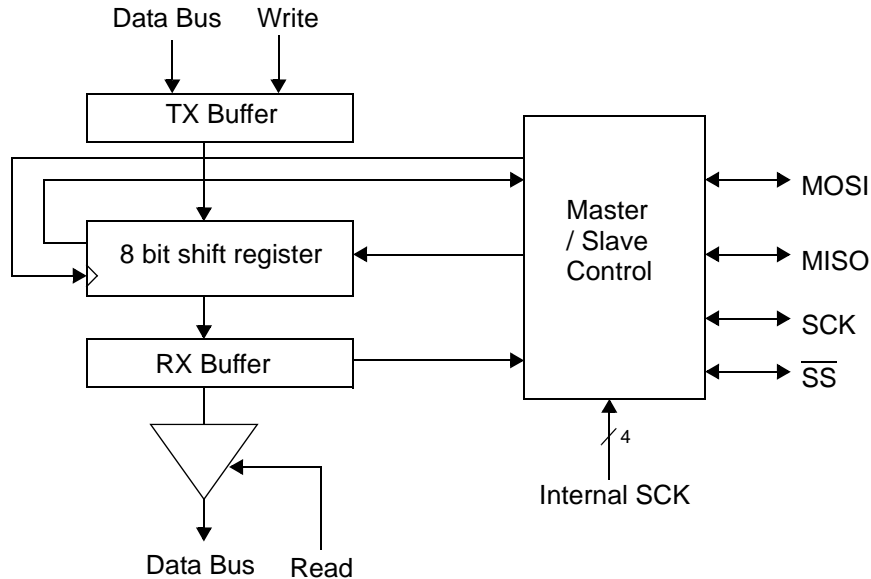 Data Bus Write
TX Buffer
MOSI
Master
/ Slave
Control
8 bit shift register
MISO
SCK
RX Buffer
S̅S̅
4
Internal SCK
Data Bus Read